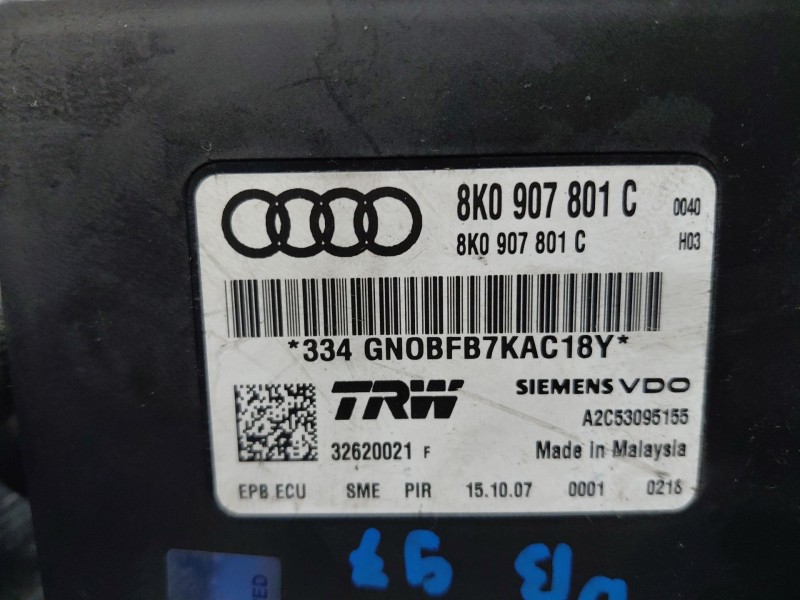 8K0 907 801 C 0040
8K0 907 801 C H03
*334 GN0BFB7KAC18Y*
TRW SIEMENS VDO
A2C53095155
32620021 F Made in Malaysia
EPB ECU SME PIR 15.10.07 0001 0218
97